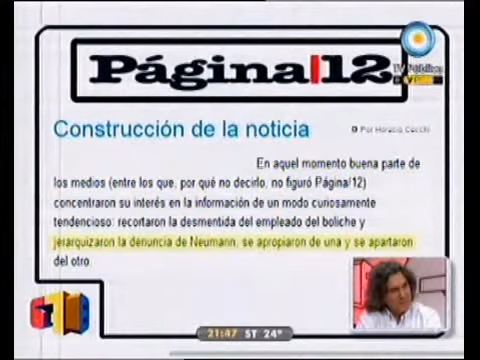 Página|12
TV Pública
Construcción de la noticia
Por Horacio Cecchi
En aquel momento buena parte de
los medios (entre los que, por qué no decirlo, no figuró Página/12)
concentraron su interés en la información de un modo curiosamente
tendencioso: recortaron la desmentida del empleado del boliche y
jerarquizaron la denuncia de Neumann, se apropiaron de una y se apartaron
del otro.
21:47 ST 24°